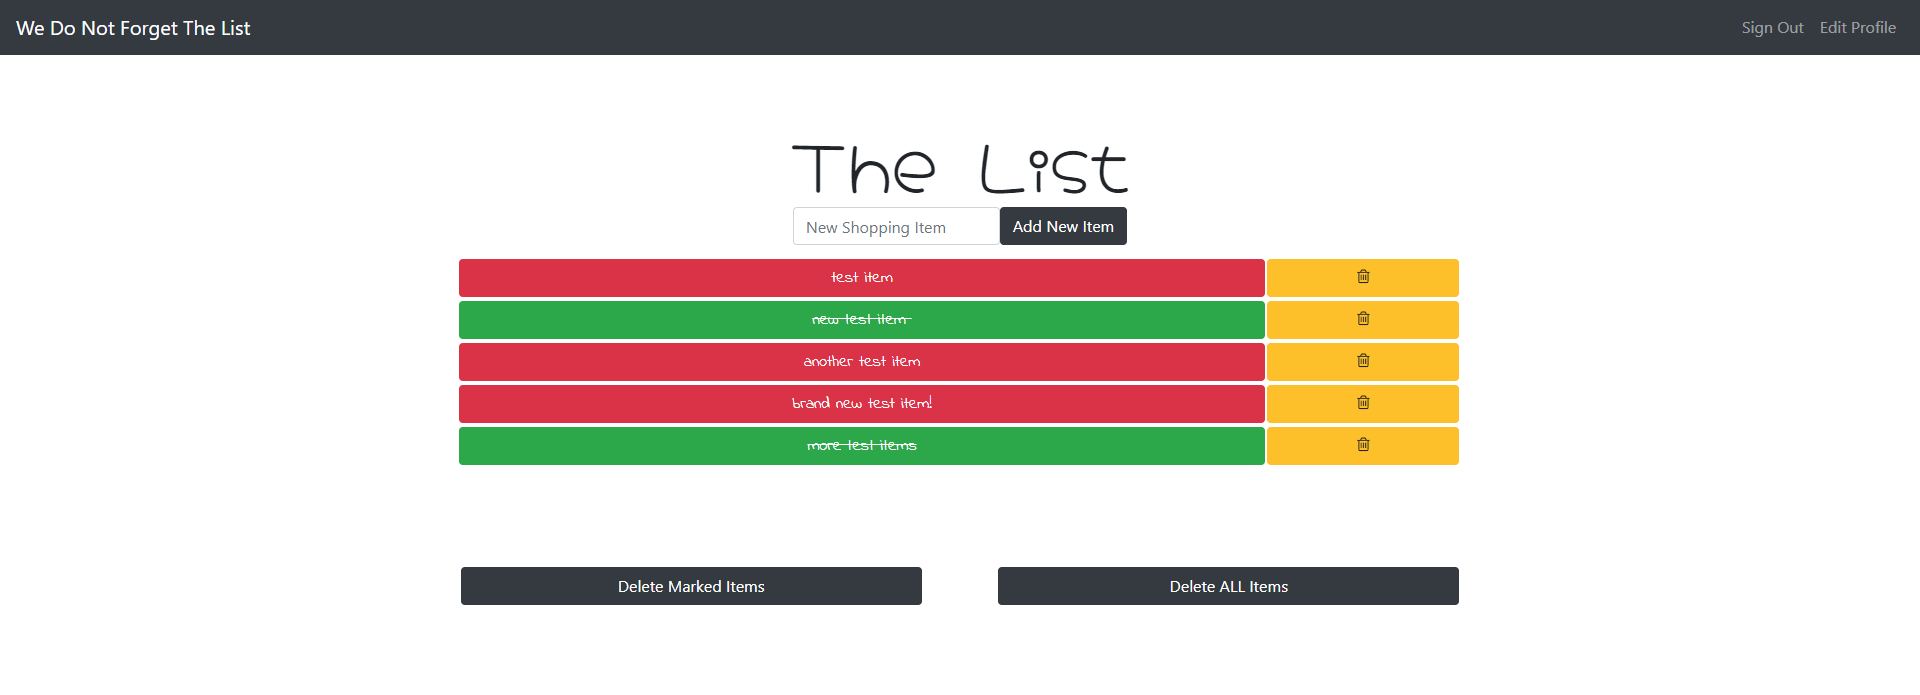 We Do Not Forget The List
Sign Out Edit Profile
The List
New Shopping Item Add New Item
test item
new test item
another test item
brand new test item!
more test items
Delete Marked Items Delete ALL Items